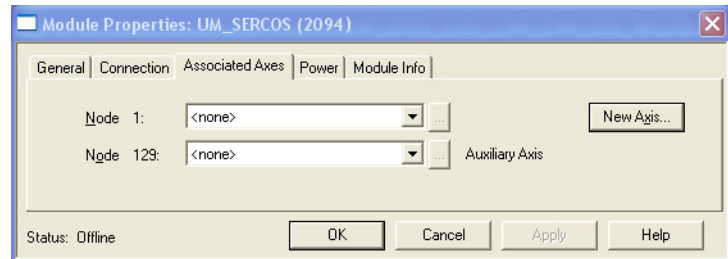 Module Properties: UM_SERCOS (2094)
General Connection Associated Axes Power Module Info
Node 1: <none> ... New Axis...
Node 129: <none> ... Auxiliary Axis
Status: Offline OK Cancel Apply Help